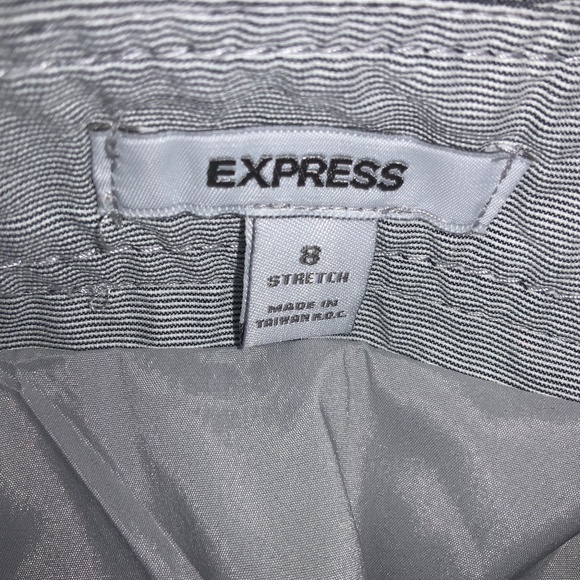 EXPRESS
8
STRETCH
MADE IN
TAIWAN R.O.C.